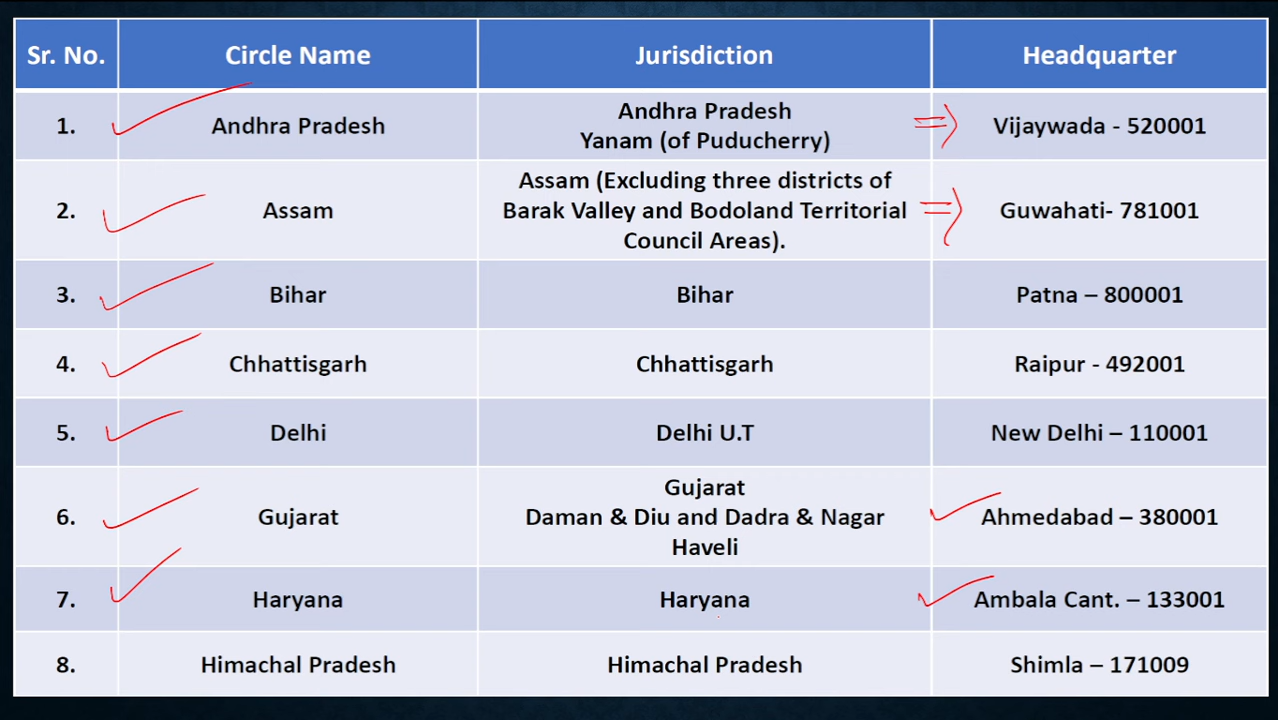 Sr. No. Circle Name Jurisdiction Headquarter
1. Andhra Pradesh Andhra Pradesh
Yanam (of Puducherry) Vijaywada - 520001
2. Assam Assam (Excluding three districts of
Barak Valley and Bodoland Territorial
Council Areas). Guwahati- 781001
3. Bihar Bihar Patna – 800001
4. Chhattisgarh Chhattisgarh Raipur - 492001
5. Delhi Delhi U.T New Delhi – 110001
6. Gujarat Gujarat
Daman & Diu and Dadra & Nagar
Haveli Ahmedabad – 380001
7. Haryana Haryana Ambala Cant. – 133001
8. Himachal Pradesh Himachal Pradesh Shimla – 171009